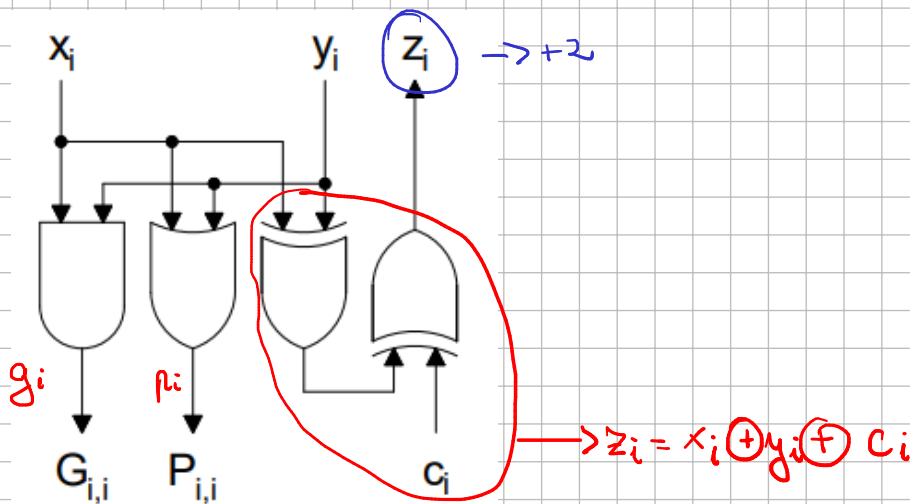 xᵢ yᵢ zᵢ → +2
gᵢ pᵢ
→ zᵢ = xᵢ ⊕ yᵢ ⊕ cᵢ
Gᵢ,ᵢ Pᵢ,ᵢ cᵢ